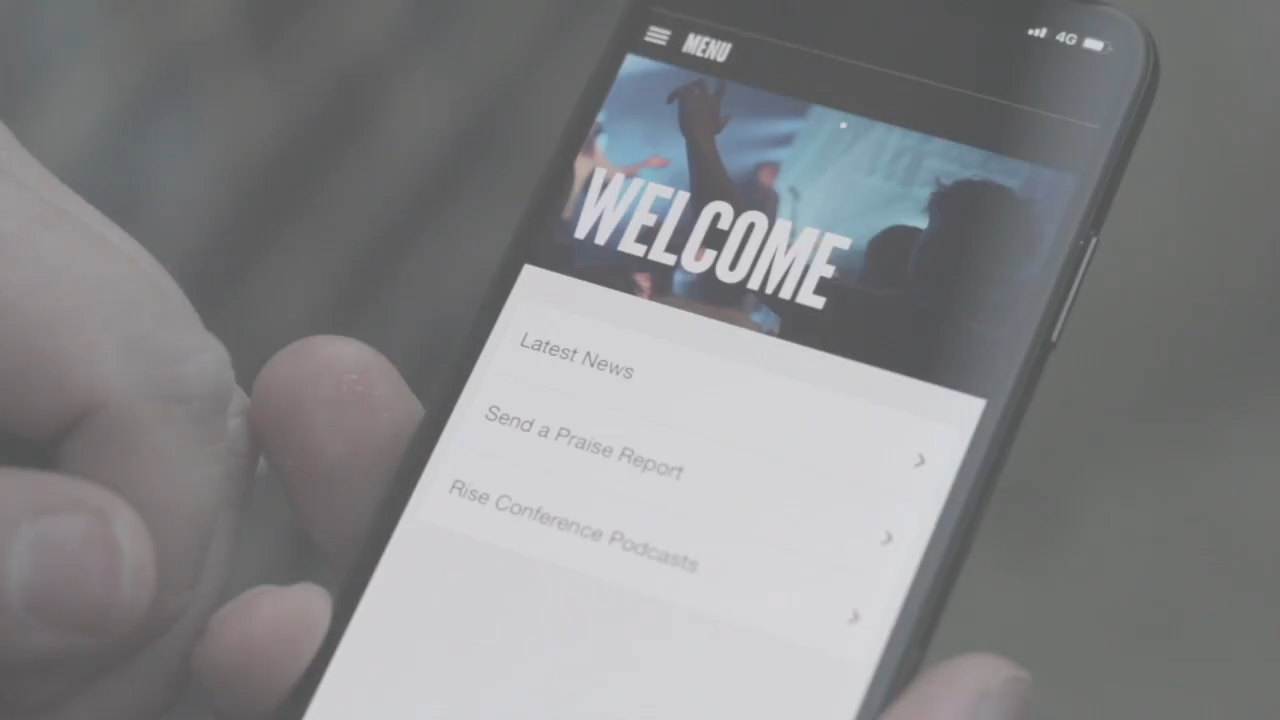 MENU
4G
WELCOME
Latest News
Send a Praise Report
Rise Conference Podcasts